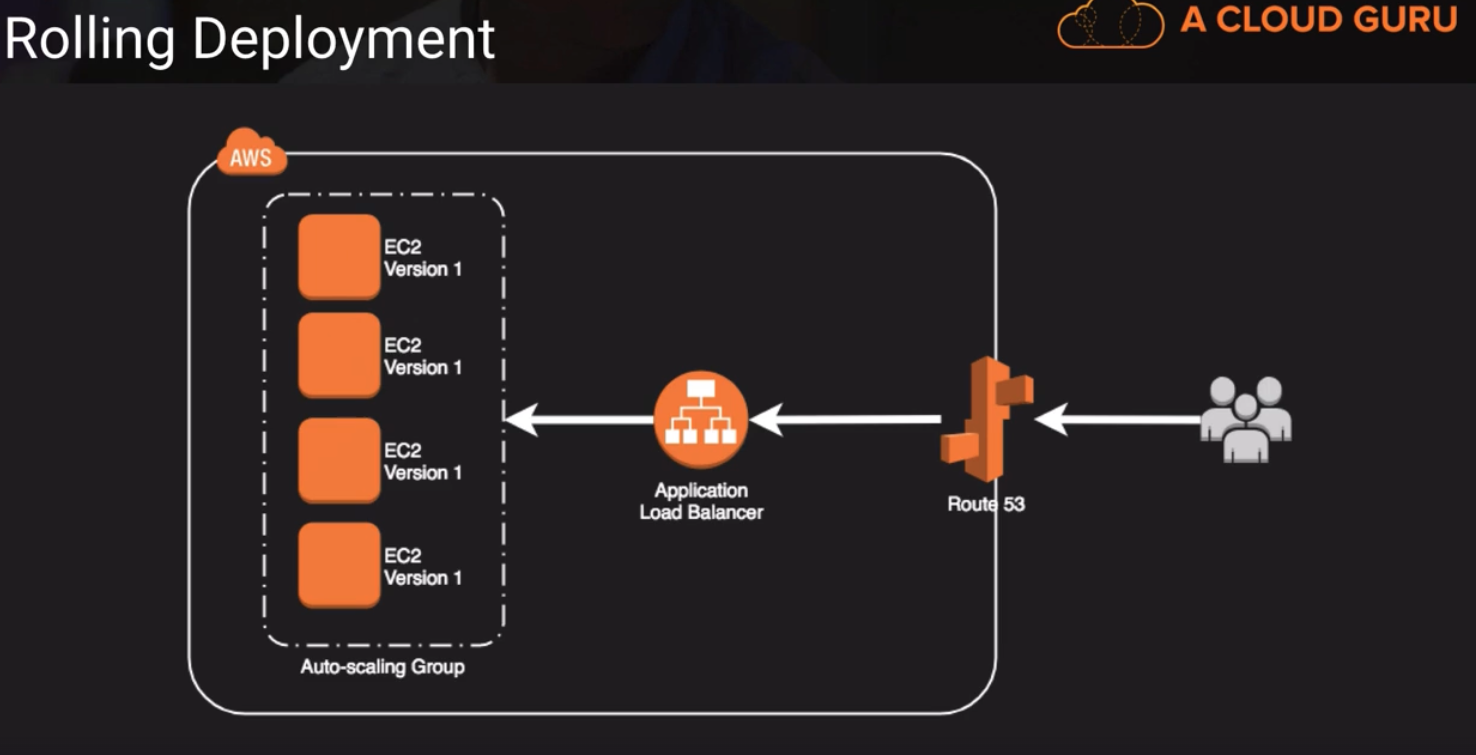 Rolling Deployment
A CLOUD GURU
AWS
EC2
Version 1
EC2
Version 1
EC2
Version 1
EC2
Version 1
Auto-scaling Group
Application
Load Balancer
Route 53